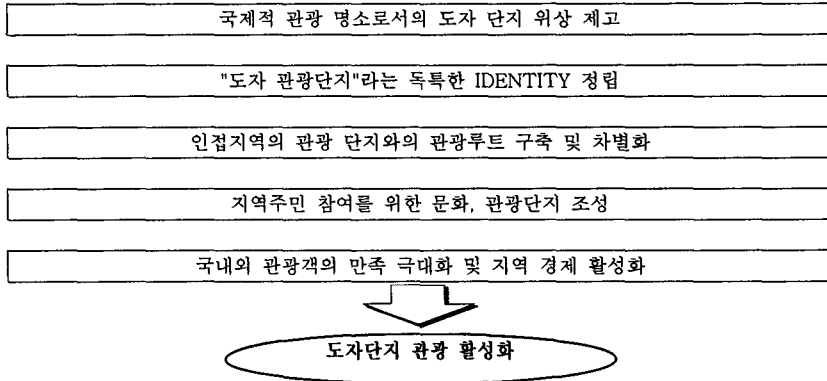 국제적 관광 명소로서의 도자 단지 위상 제고
"도자 관광단지"라는 독특한 IDENTITY 정립
인접지역의 관광 단지와의 관광루트 구축 및 차별화
지역주민 참여를 위한 문화, 관광단지 조성
국내외 관광객의 만족 극대화 및 지역 경제 활성화
도자단지 관광 활성화